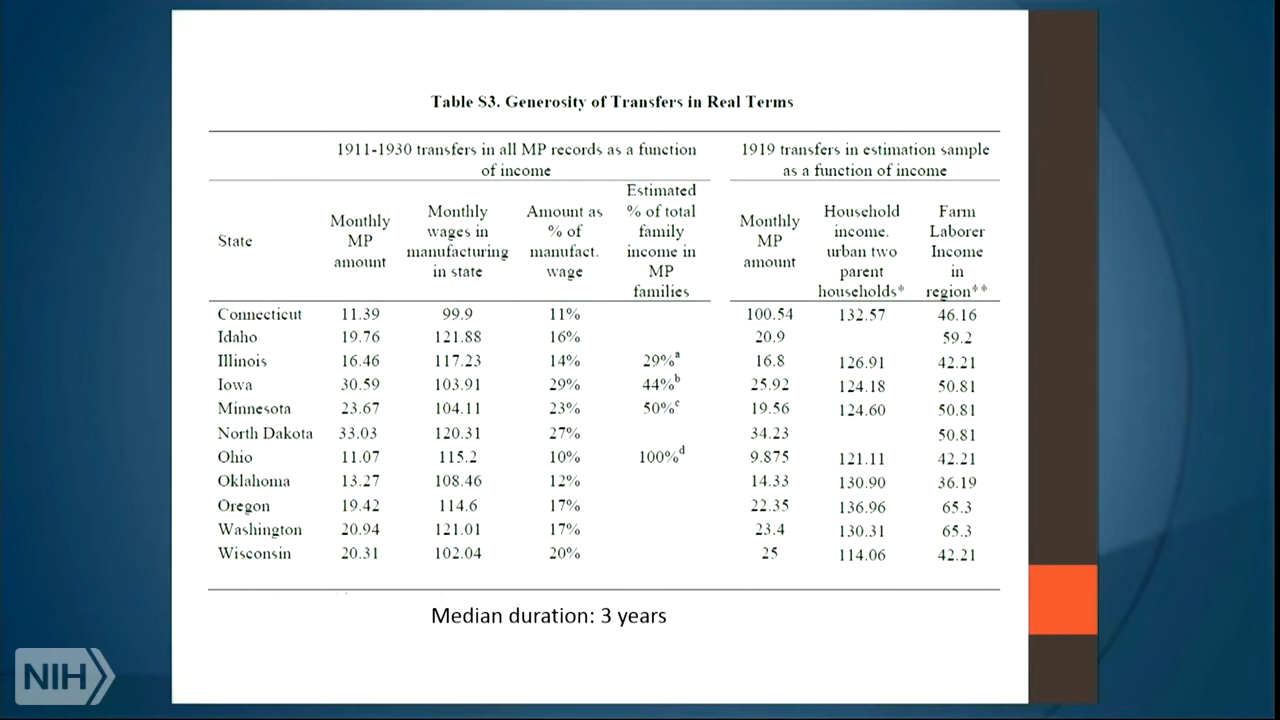 Table S3. Generosity of Transfers in Real Terms
1911-1930 transfers in all MP records as a function
of income
1919 transfers in estimation sample
as a function of income
State
Monthly
MP
amount
Monthly
wages in
manufacturing
in state
Amount as
% of
manufact.
wage
Estimated
% of total
family
income in
MP
families
Monthly
MP
amount
Household
income.
urban two
parent
households*
Farm
Laborer
Income
in
region**
Connecticut 11.39 99.9 11% 100.54 132.57 46.16
Idaho 19.76 121.88 16% 20.9 59.2
Illinois 16.46 117.23 14% 29%a 16.8 126.91 42.21
Iowa 30.59 103.91 29% 44%b 25.92 124.18 50.81
Minnesota 23.67 104.11 23% 50%c 19.56 124.60 50.81
North Dakota 33.03 120.31 27% 34.23 50.81
Ohio 11.07 115.2 10% 100%d 9.875 121.11 42.21
Oklahoma 13.27 108.46 12% 14.33 130.90 36.19
Oregon 19.42 114.6 17% 22.35 136.96 65.3
Washington 20.94 121.01 17% 23.4 130.31 65.3
Wisconsin 20.31 102.04 20% 25 114.06 42.21
Median duration: 3 years
NIH